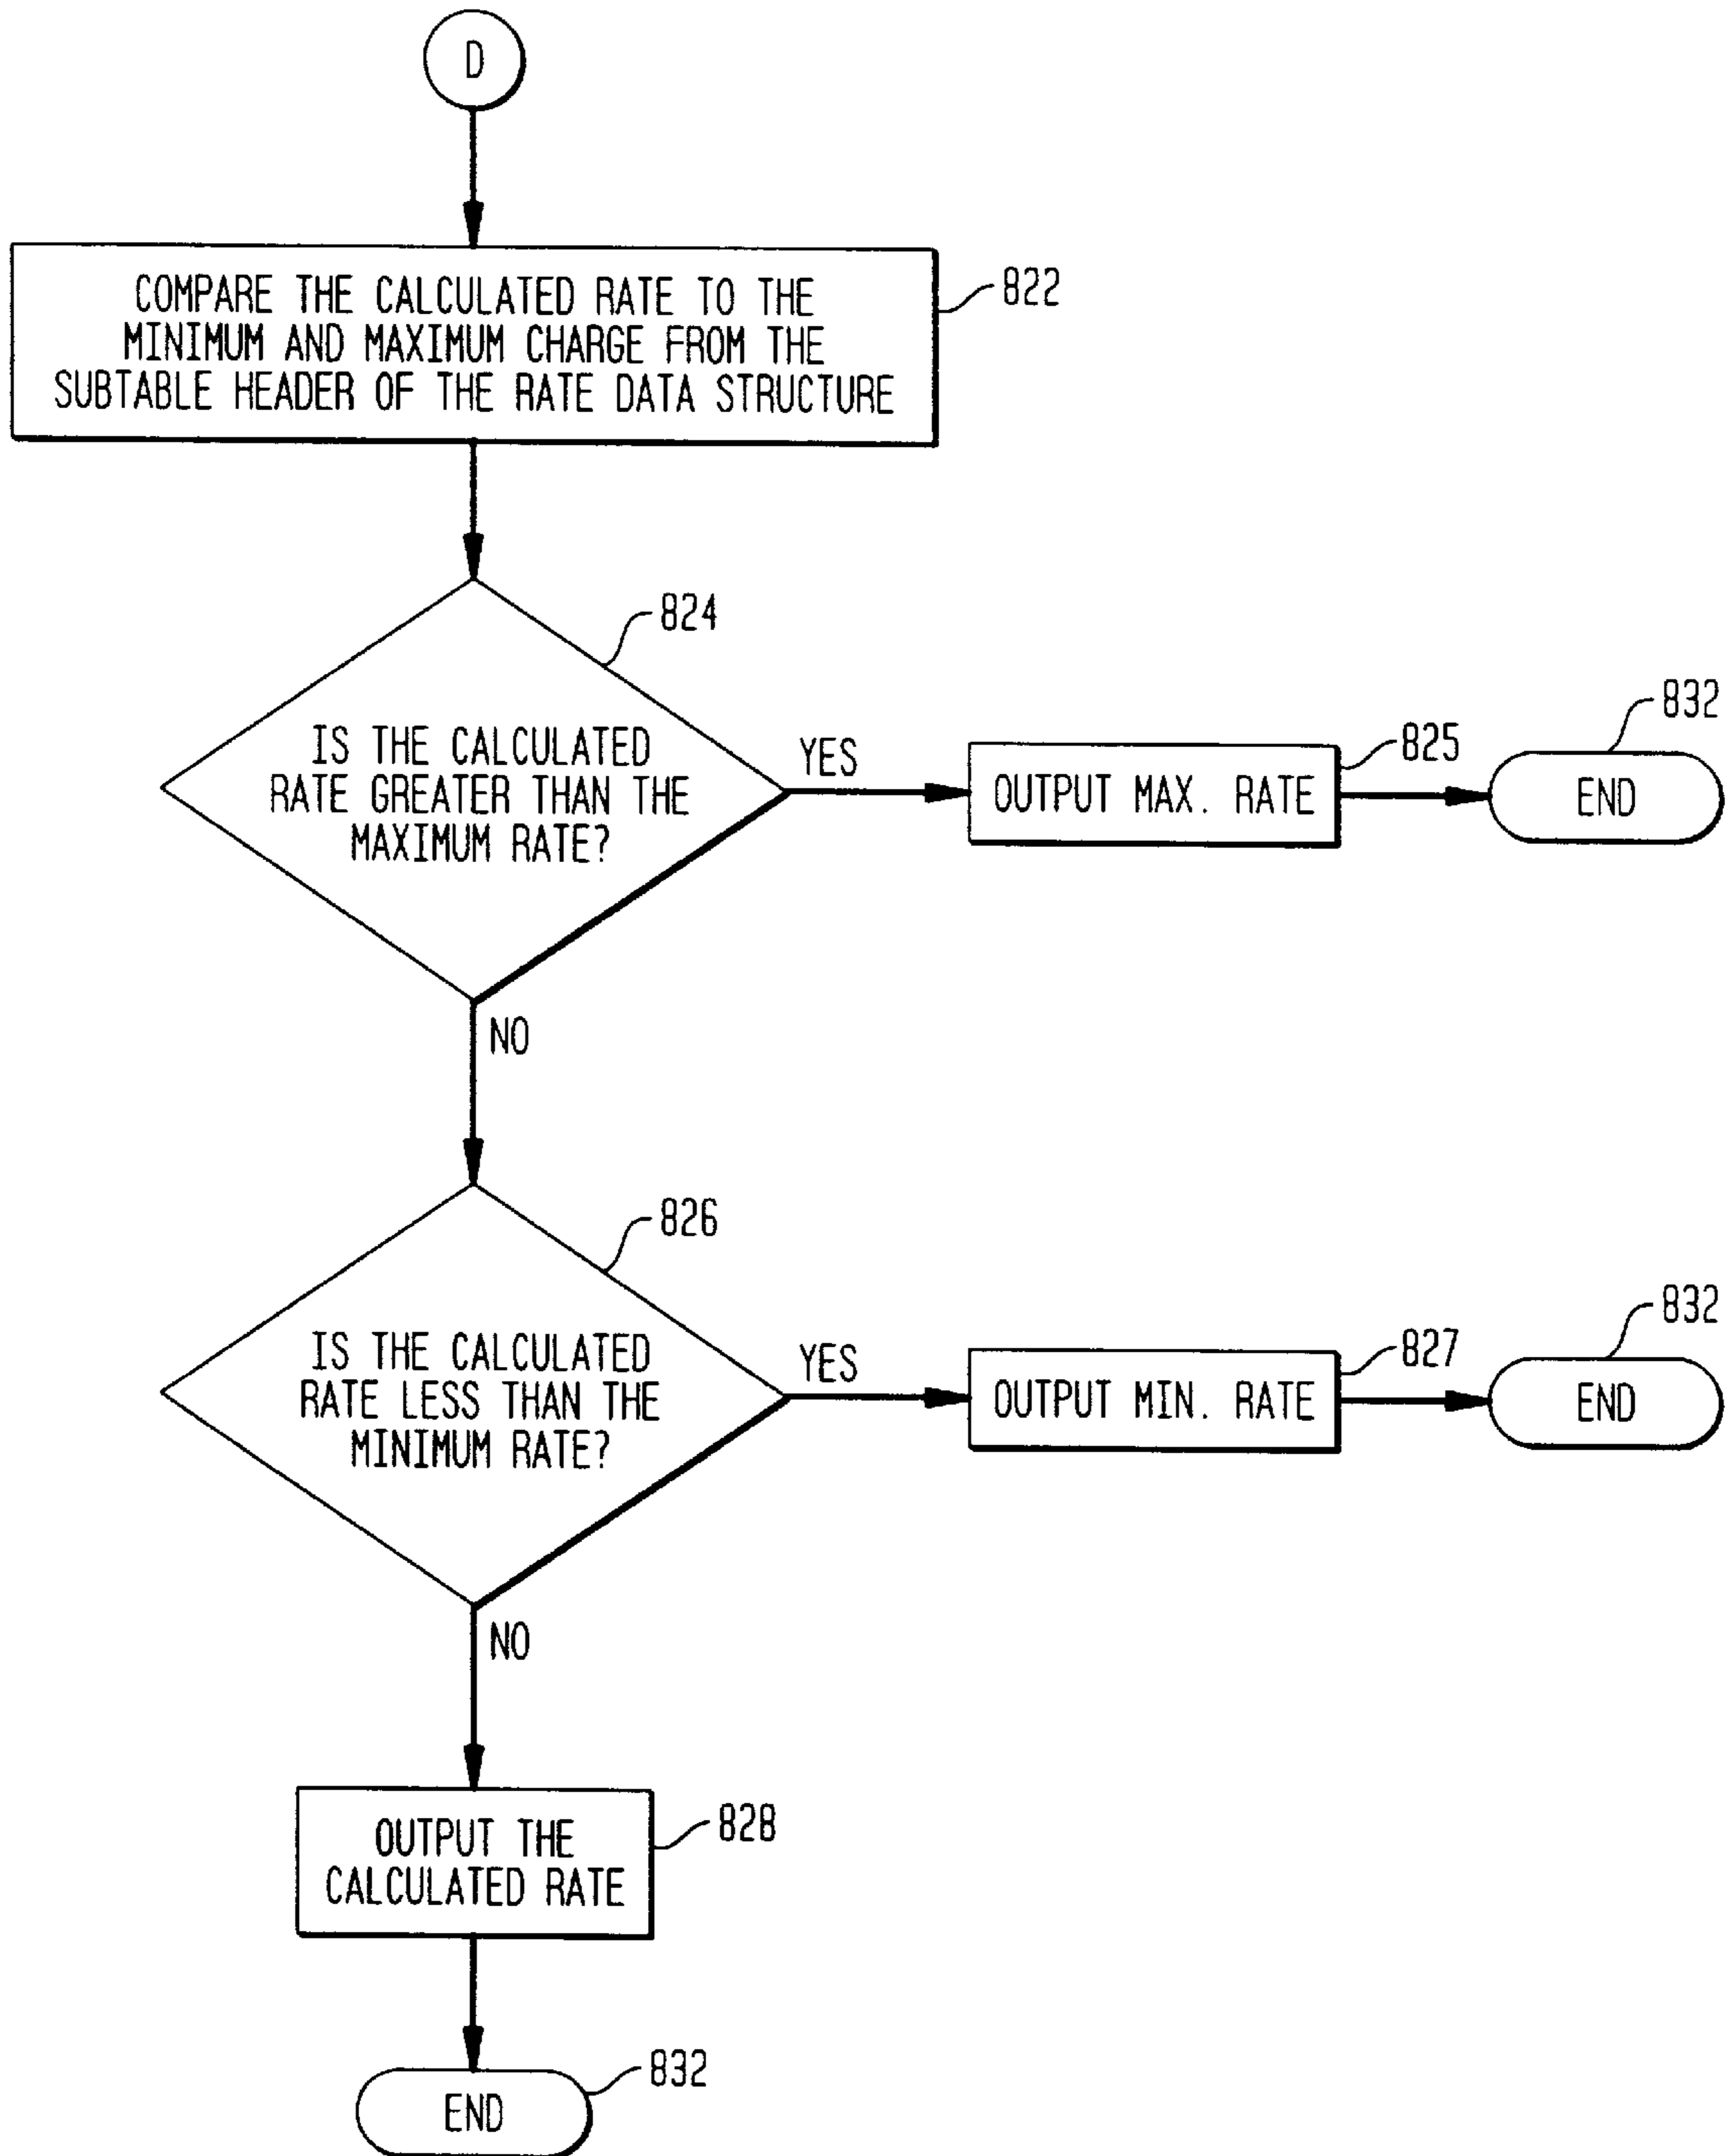 D
COMPARE THE CALCULATED RATE TO THE
MINIMUM AND MAXIMUM CHARGE FROM THE
SUBTABLE HEADER OF THE RATE DATA STRUCTURE
822
824
IS THE CALCULATED
RATE GREATER THAN THE
MAXIMUM RATE?
YES
OUTPUT MAX. RATE
825
832
END
NO
826
IS THE CALCULATED
RATE LESS THAN THE
MINIMUM RATE?
YES
OUTPUT MIN. RATE
827
832
END
NO
OUTPUT THE
CALCULATED RATE
828
832
END